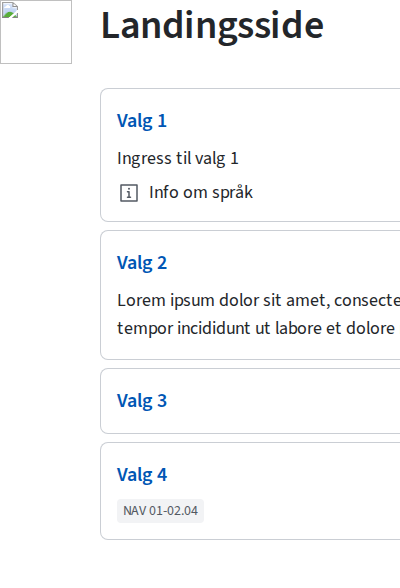 Landingsside
Valg 1
Ingress til valg 1
Info om språk
Valg 2
Lorem ipsum dolor sit amet, consecte
tempor incididunt ut labore et dolore
Valg 3
Valg 4
NAV 01-02.04